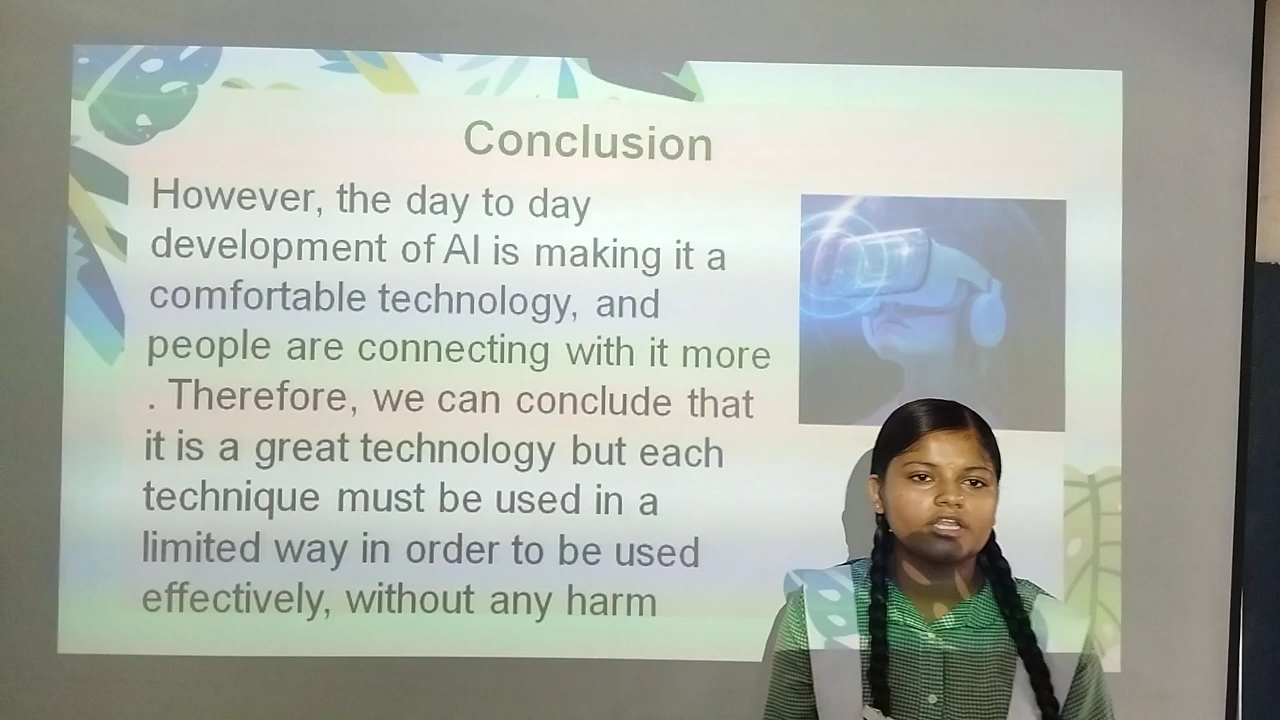 Conclusion
However, the day to day
development of AI is making it a
comfortable technology, and
people are connecting with it more
. Therefore, we can conclude that
it is a great technology but each
technique must be used in a
limited way in order to be used
effectively, without any harm